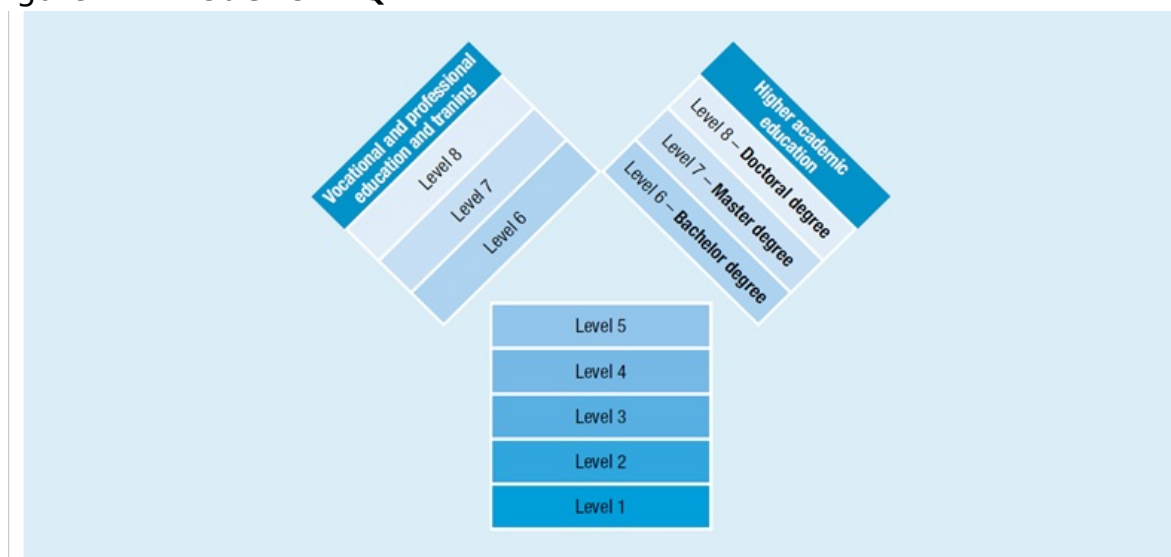 Vocational and professional
education and traning
Level 8
Level 7
Level 6
Higher academic
education
Level 8 – Doctoral degree
Level 7 – Master degree
Level 6 – Bachelor degree
Level 5
Level 4
Level 3
Level 2
Level 1